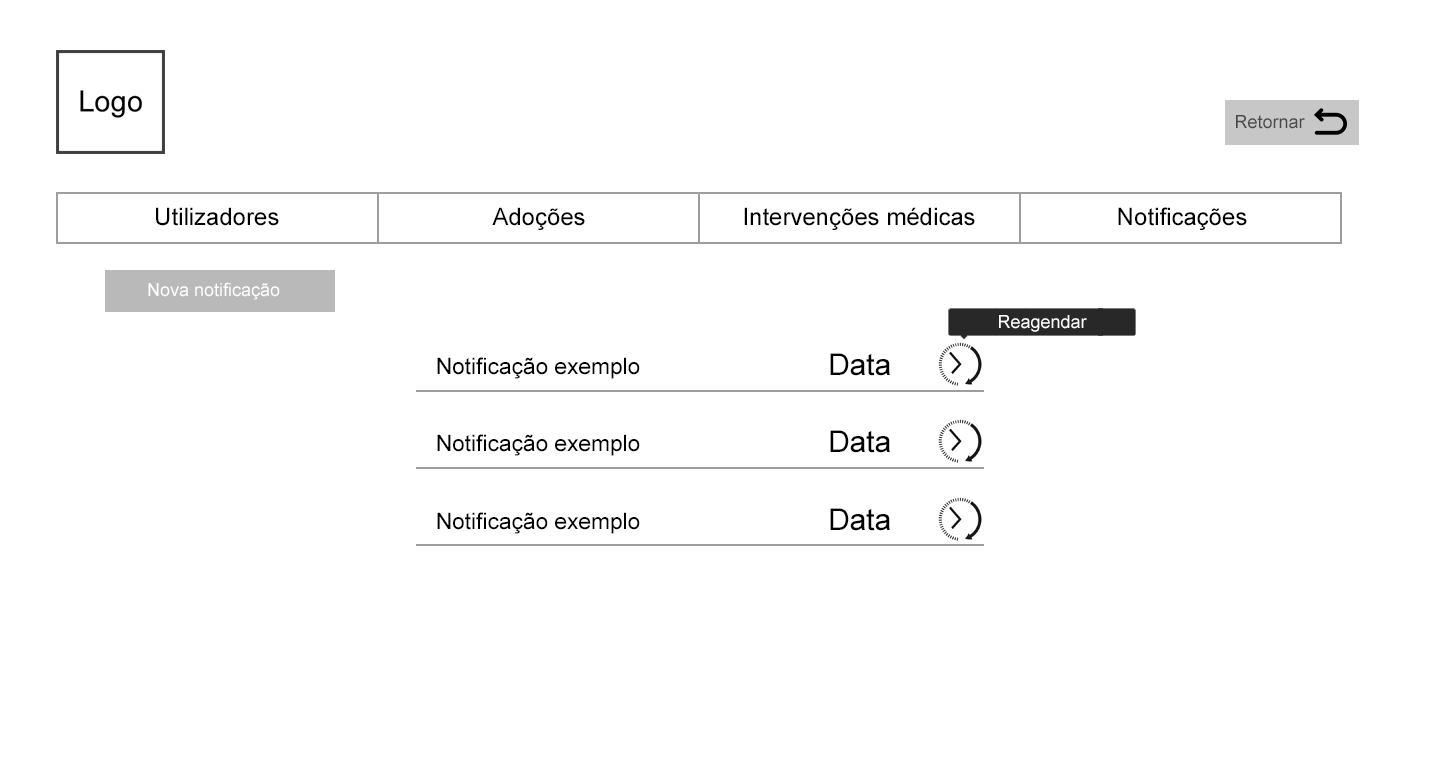 Logo
Retornar
Utilizadores
Adoções
Intervenções médicas
Notificações
Nova notificação
Reagendar
Notificação exemplo Data
Notificação exemplo Data
Notificação exemplo Data